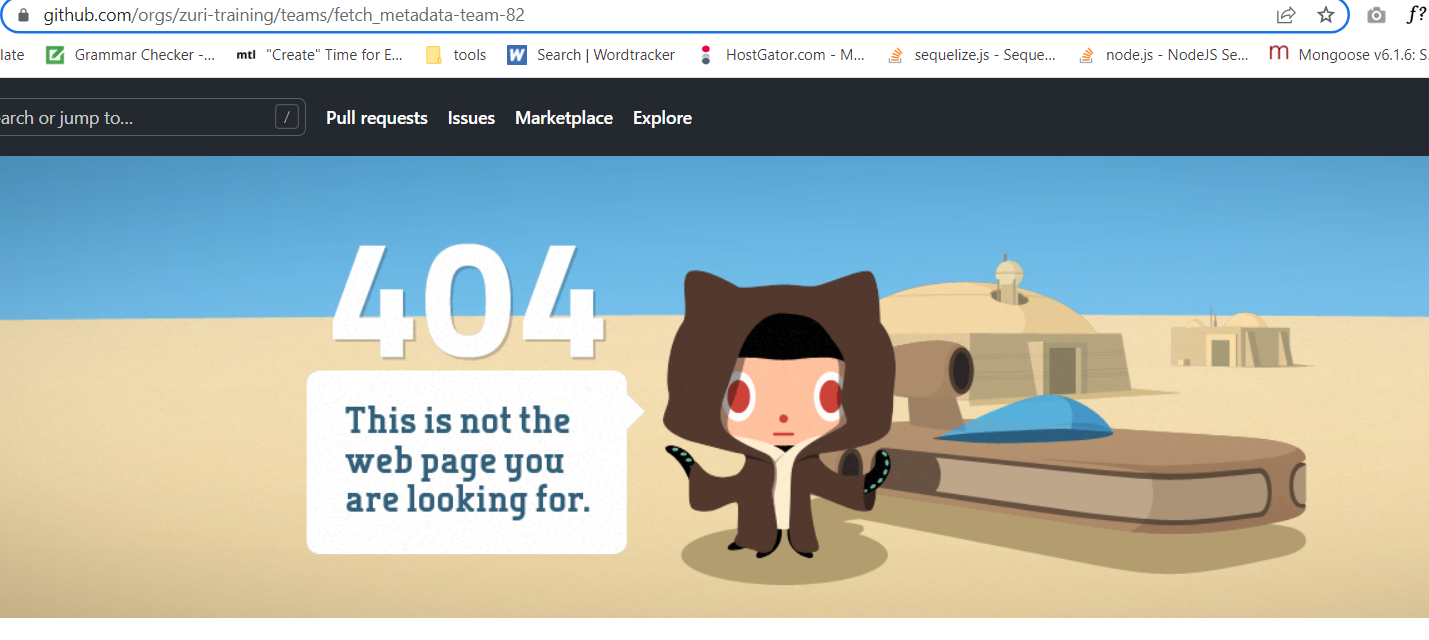 github.com/orgs/zuri-training/teams/fetch_metadata-team-82
f?
late Grammar Checker -... mtl "Create" Time for E... tools W Search | Wordtracker HostGator.com - M... sequelize.js - Seque... node.js - NodeJS Se... m Mongoose v6.1.6: S
earch or jump to... / Pull requests Issues Marketplace Explore
404
This is not the
web page you
are looking for.